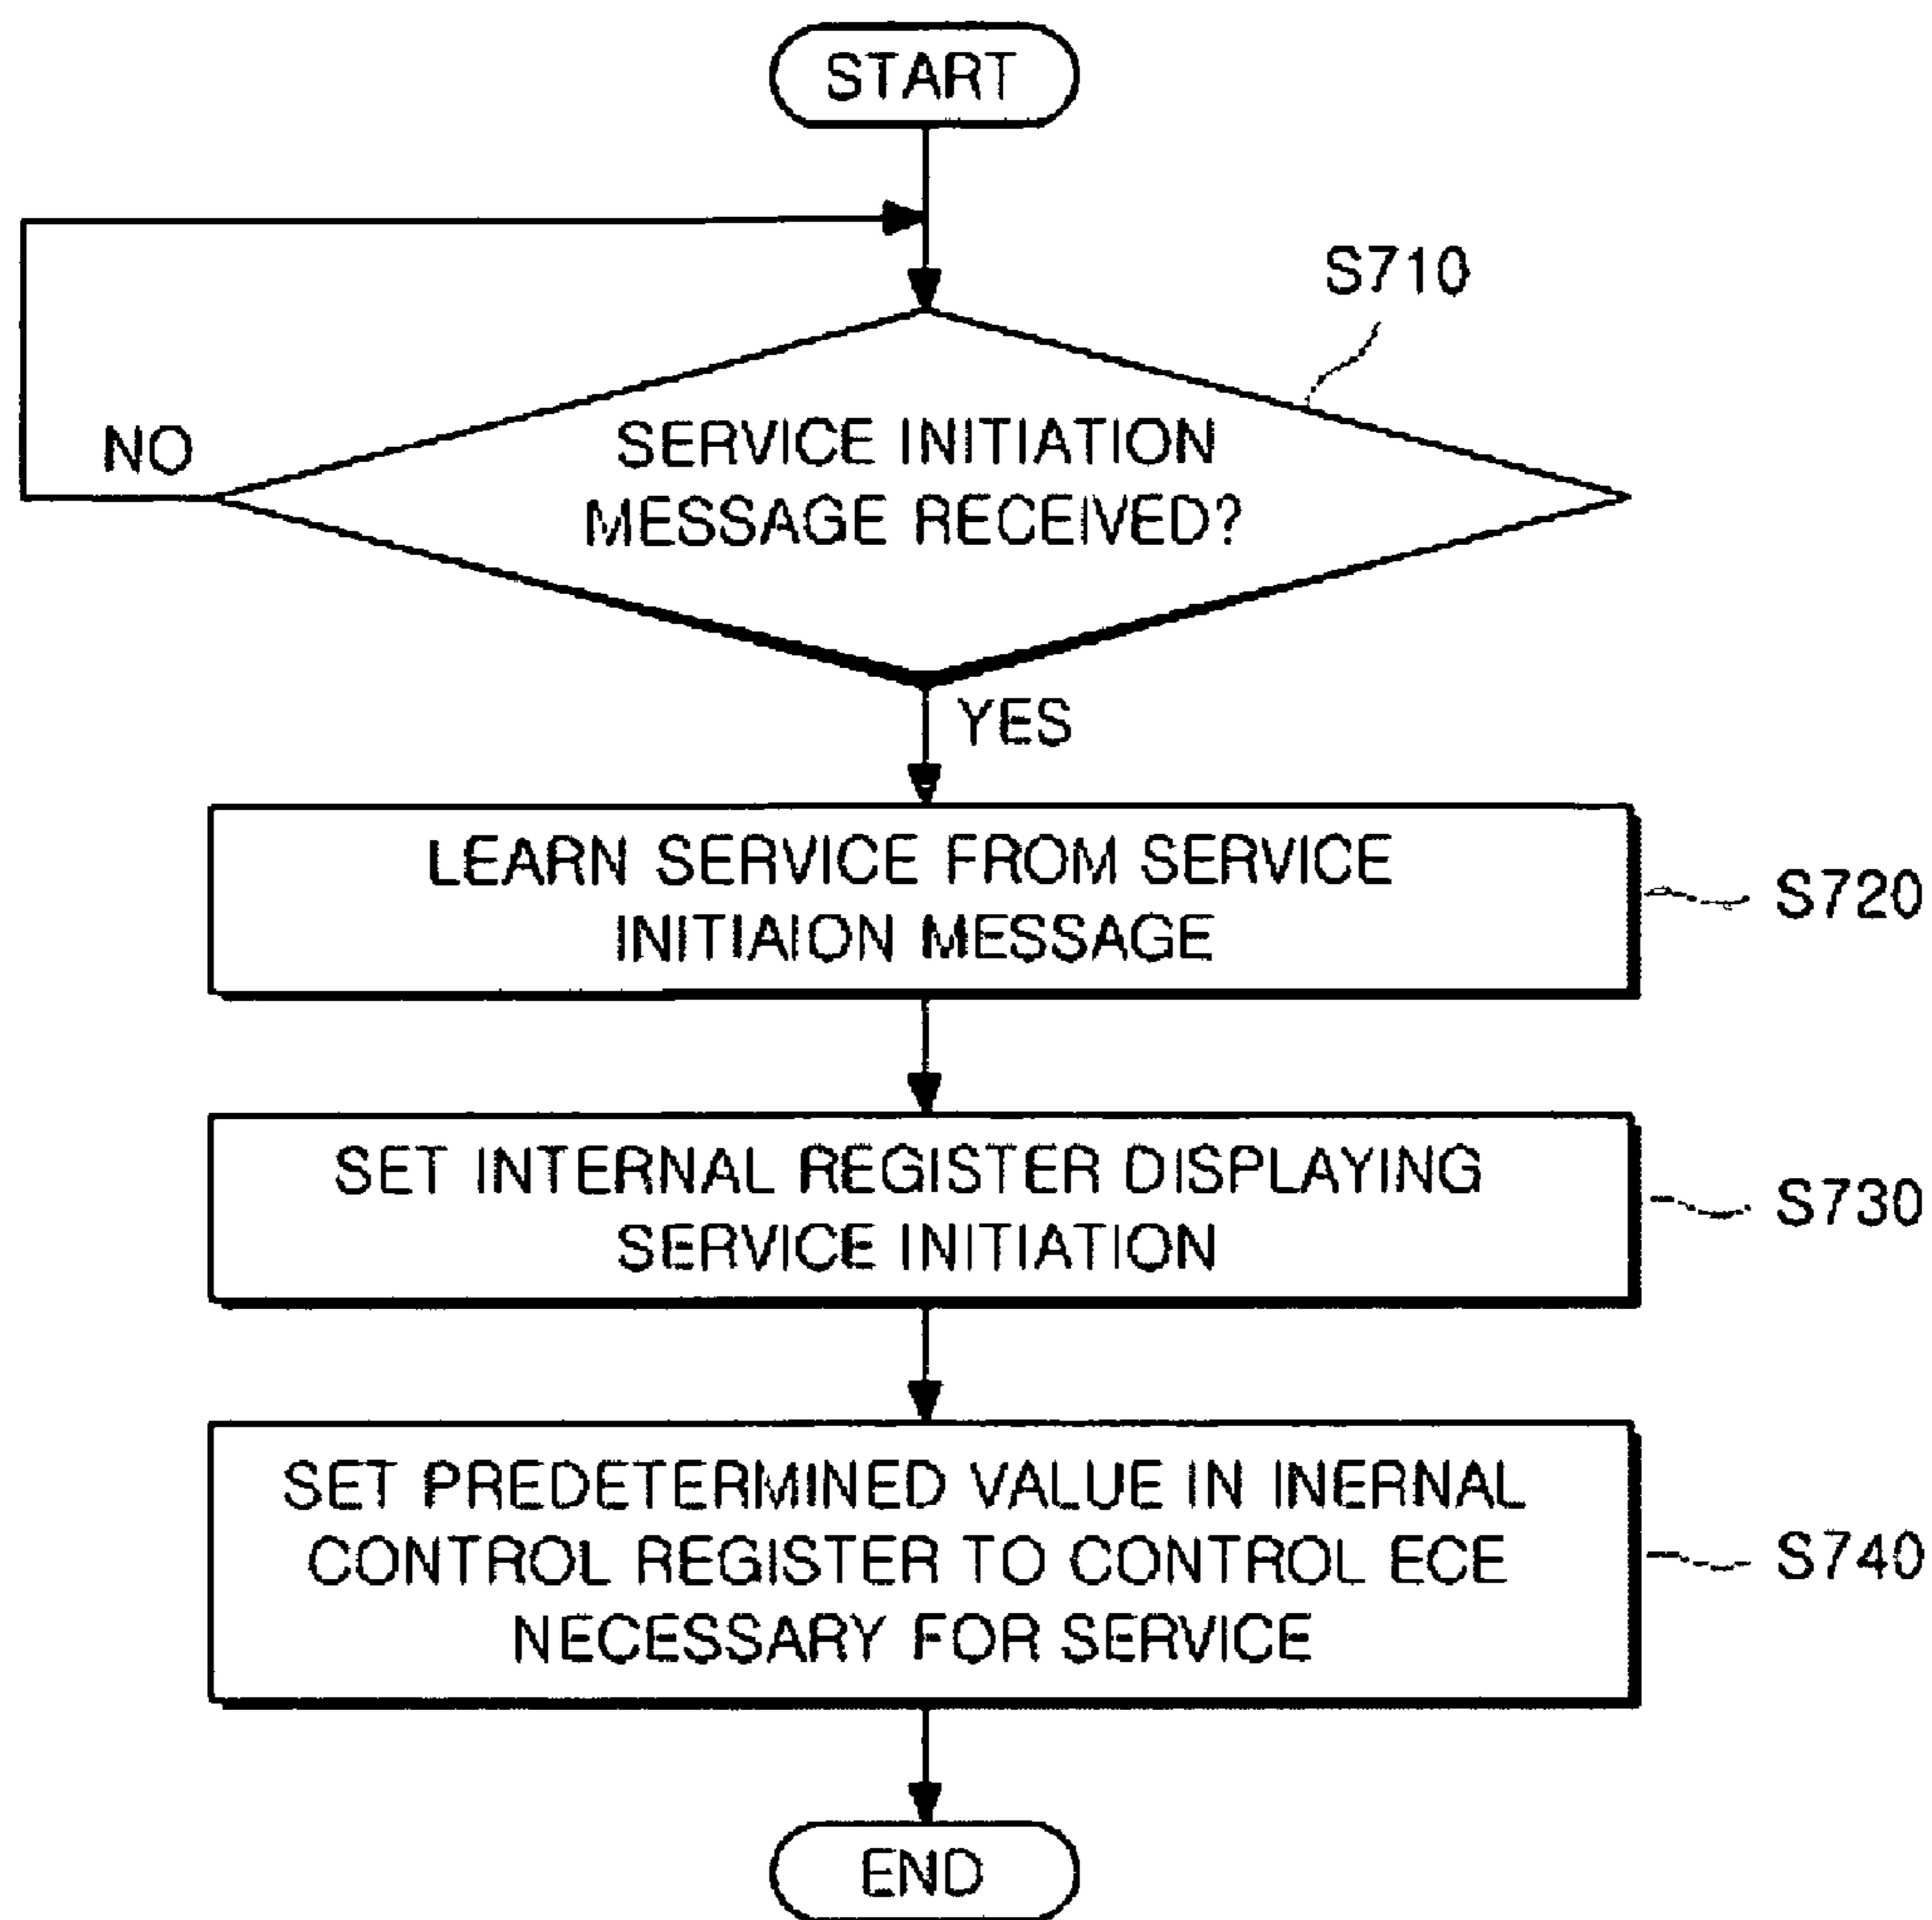 START
S710
NO
SERVICE INITIATION
MESSAGE RECEIVED?
YES
LEARN SERVICE FROM SERVICE
INITIAION MESSAGE
S720
SET INTERNAL REGISTER DISPLAYING
SERVICE INITIATION
S730
SET PREDETERMINED VALUE IN INERNAL
CONTROL REGISTER TO CONTROL ECE
NECESSARY FOR SERVICE
S740
END